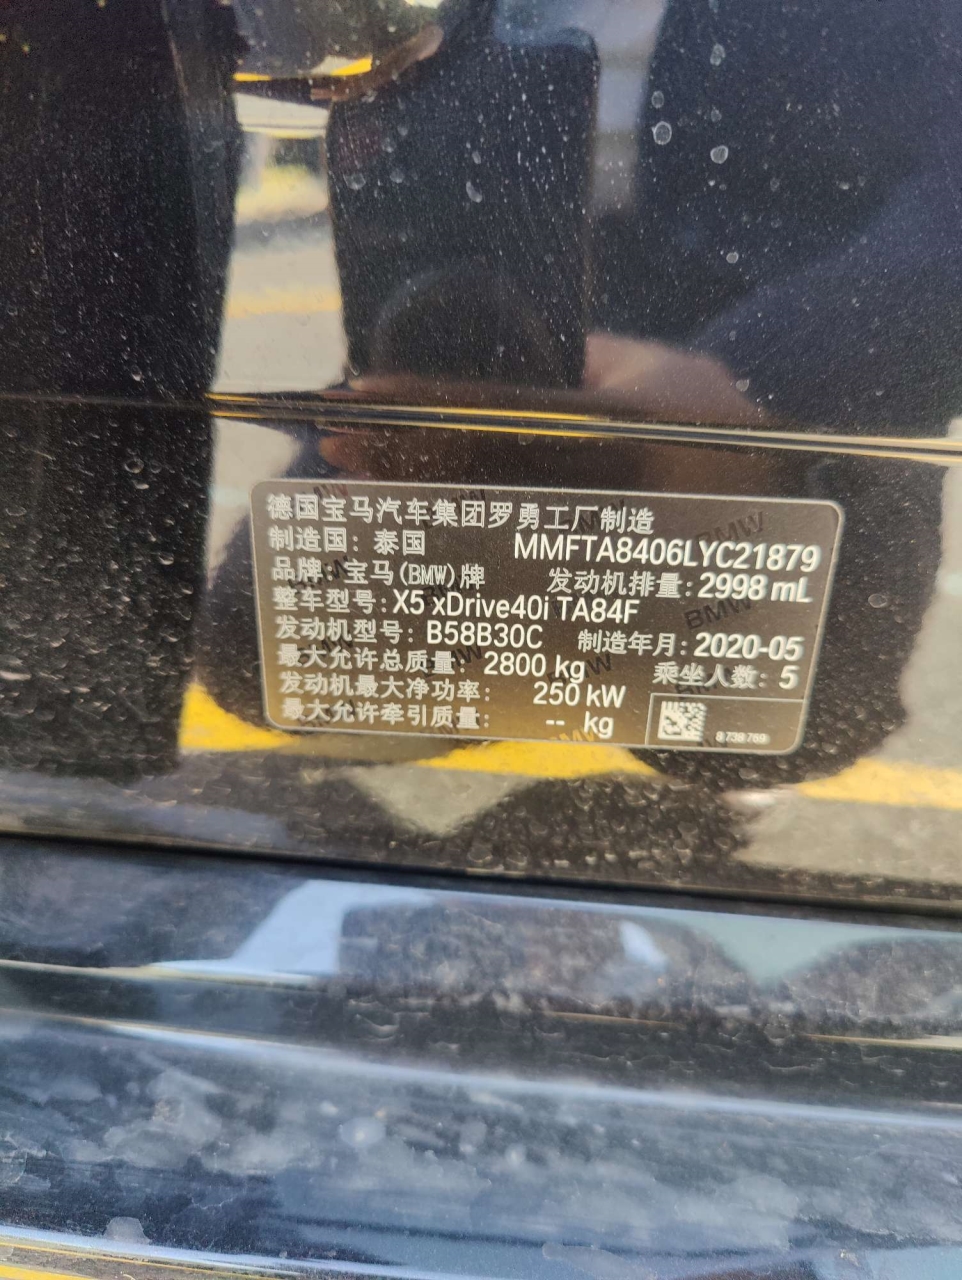 德国宝马汽车集团罗勇工厂制造
制造国：泰国 MMFTA8406LYC21879
品牌：宝马(BMW)牌 发动机排量：2998 mL
整车型号：X5 xDrive40i TA84F
发动机型号：B58B30C 制造年月：2020-05
最大允许总质量：2800 kg 乘坐人数：5
发动机最大净功率：250 kW
最大允许牵引质量：-- kg
8738769